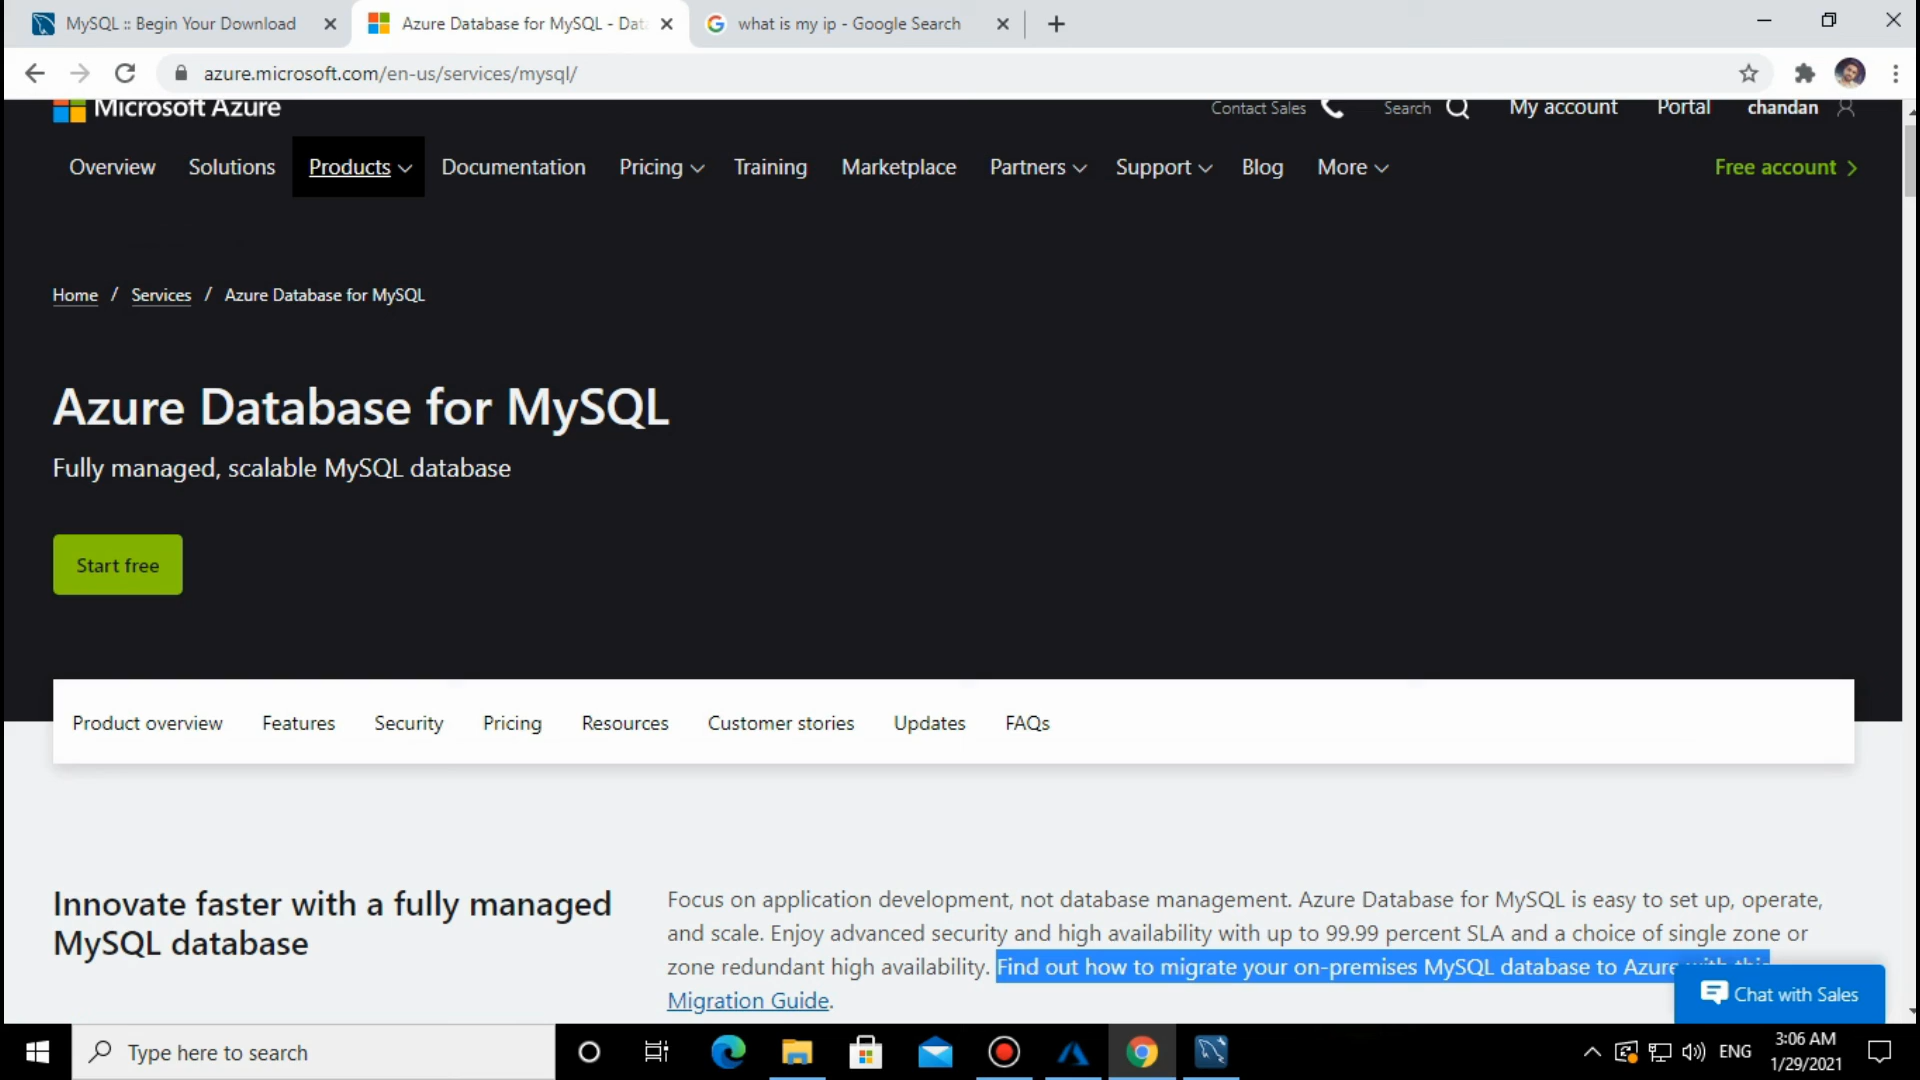 MySQL :: Begin Your Download
Azure Database for MySQL - Data
what is my ip - Google Search
azure.microsoft.com/en-us/services/mysql/
Microsoft Azure
Contact Sales
Search
My account
Portal
chandan
Overview
Solutions
Products
Documentation
Pricing
Training
Marketplace
Partners
Support
Blog
More
Free account
Home / Services / Azure Database for MySQL
Azure Database for MySQL
Fully managed, scalable MySQL database
Start free
Product overview
Features
Security
Pricing
Resources
Customer stories
Updates
FAQs
Innovate faster with a fully managed
MySQL database
Focus on application development, not database management. Azure Database for MySQL is easy to set up, operate,
and scale. Enjoy advanced security and high availability with up to 99.99 percent SLA and a choice of single zone or
zone redundant high availability. Find out how to migrate your on-premises MySQL database to Azure with this
Migration Guide.
Chat with Sales
Type here to search
ENG
3:06 AM
1/29/2021